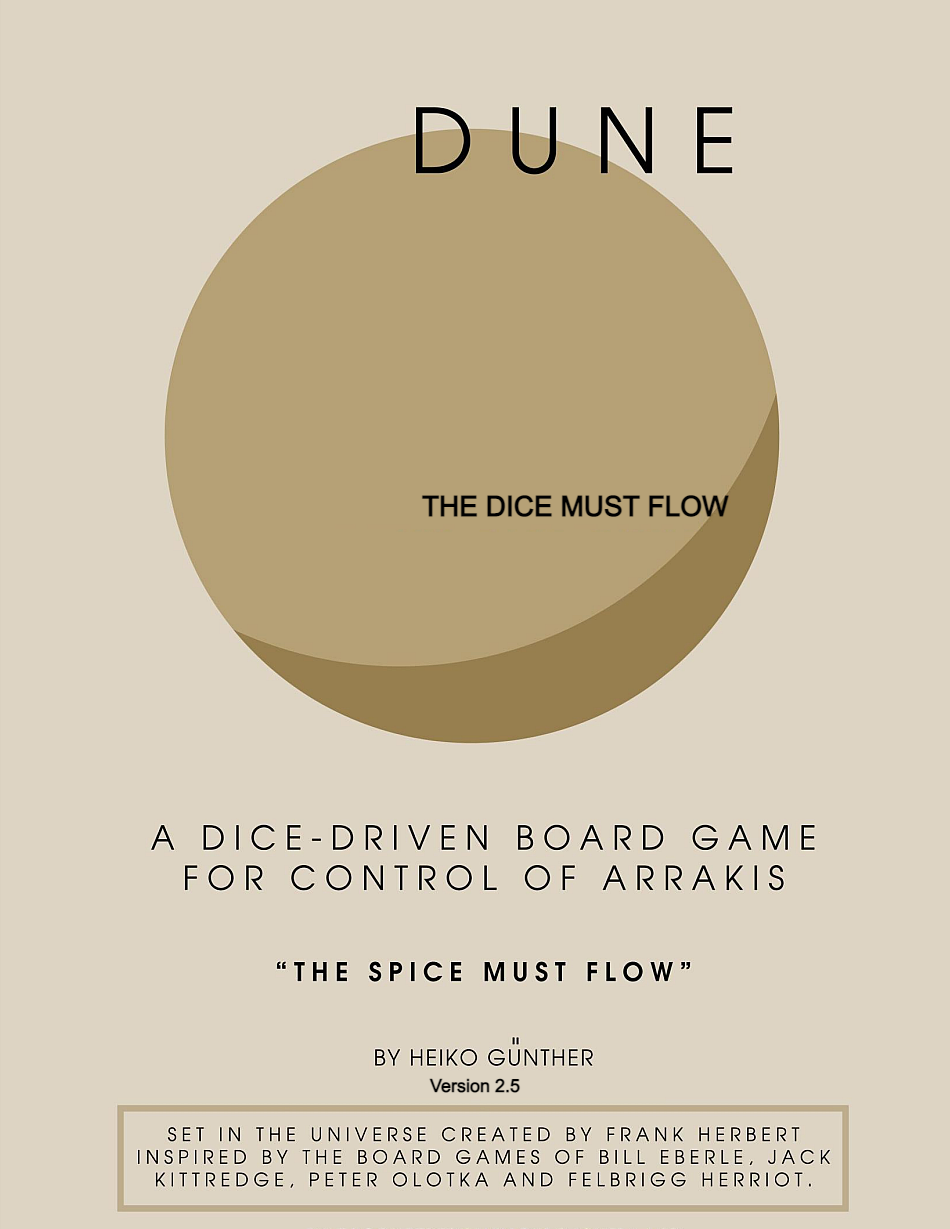 DUNE
THE DICE MUST FLOW
A DICE-DRIVEN BOARD GAME
FOR CONTROL OF ARRAKIS
“THE SPICE MUST FLOW”
BY HEIKO GÜNTHER
Version 2.5
SET IN THE UNIVERSE CREATED BY FRANK HERBERT
INSPIRED BY THE BOARD GAMES OF BILL EBERLE, JACK
KITTREDGE, PETER OLOTKA AND FELBRIGG HERRIOT.